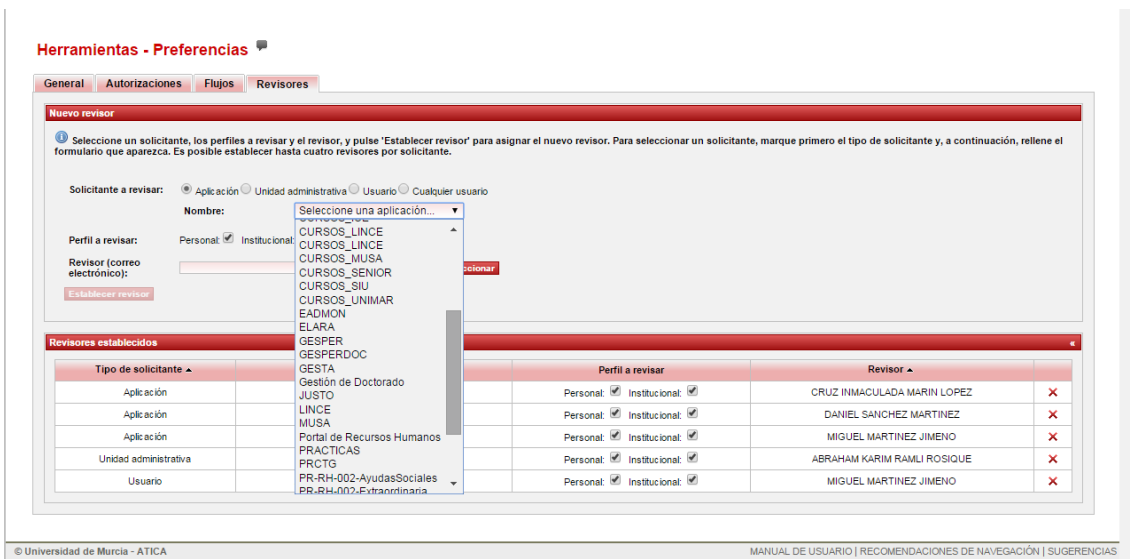 Herramientas - Preferencias
General Autorizaciones Flujos Revisores
Nuevo revisor
Seleccione un solicitante, los perfiles a revisar y el revisor, y pulse 'Establecer revisor' para asignar el nuevo revisor. Para seleccionar un solicitante, marque primero el tipo de solicitante y, a continuación, rellene el
formulario que aparezca. Es posible establecer hasta cuatro revisores por solicitante.
Solicitante a revisar: Aplicación Unidad administrativa Usuario Cualquier usuario
Nombre: Seleccione una aplicación...
CURSOS_LINCE
Perfil a revisar: Personal: Institucional: CURSOS_LINCE
CURSOS_MUSA
Revisor (correo
electrónico): CURSOS_SENIOR ccionar
CURSOS_SIU
Establecer revisor CURSOS_UNIMAR
EADMON
ELARA
Revisores establecidos GESPER «
GESPERDOC
Tipo de solicitante GESTA Perfil a revisar Revisor
Gestión de Doctorado
Aplicación JUSTO Personal: Institucional: CRUZ INMACULADA MARIN LOPEZ
LINCE
Aplicación MUSA Personal: Institucional: DANIEL SANCHEZ MARTINEZ
Aplicación Portal de Recursos Humanos Personal: Institucional: MIGUEL MARTINEZ JIMENO
PRACTICAS
Unidad administrativa PRCTG Personal: Institucional: ABRAHAM KARIM RAMLI ROSIQUE
Usuario PR-RH-002-AyudasSociales Personal: Institucional: MIGUEL MARTINEZ JIMENO
PR-RH-002-Extraordinaria
© Universidad de Murcia - ATICA MANUAL DE USUARIO | RECOMENDACIONES DE NAVEGACIÓN | SUGERENCIAS